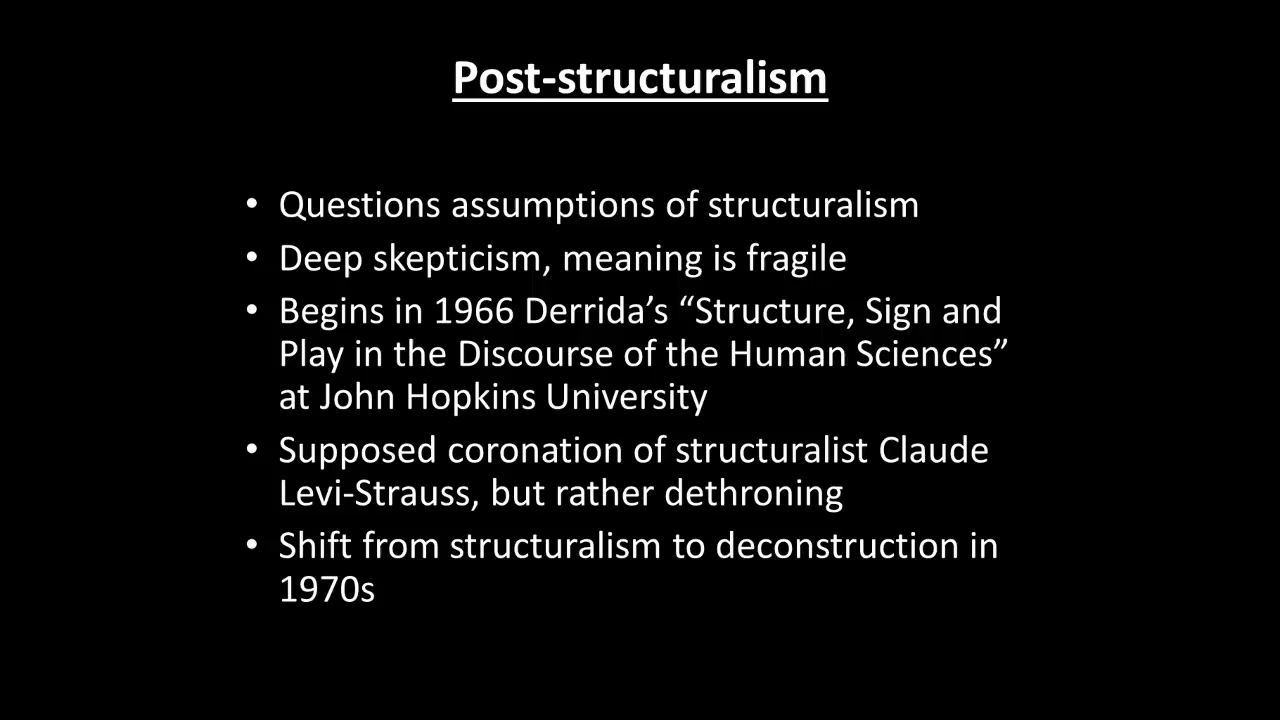 Post-structuralism
• Questions assumptions of structuralism
• Deep skepticism, meaning is fragile
• Begins in 1966 Derrida’s “Structure, Sign and
Play in the Discourse of the Human Sciences”
at John Hopkins University
• Supposed coronation of structuralist Claude
Levi-Strauss, but rather dethroning
• Shift from structuralism to deconstruction in
1970s